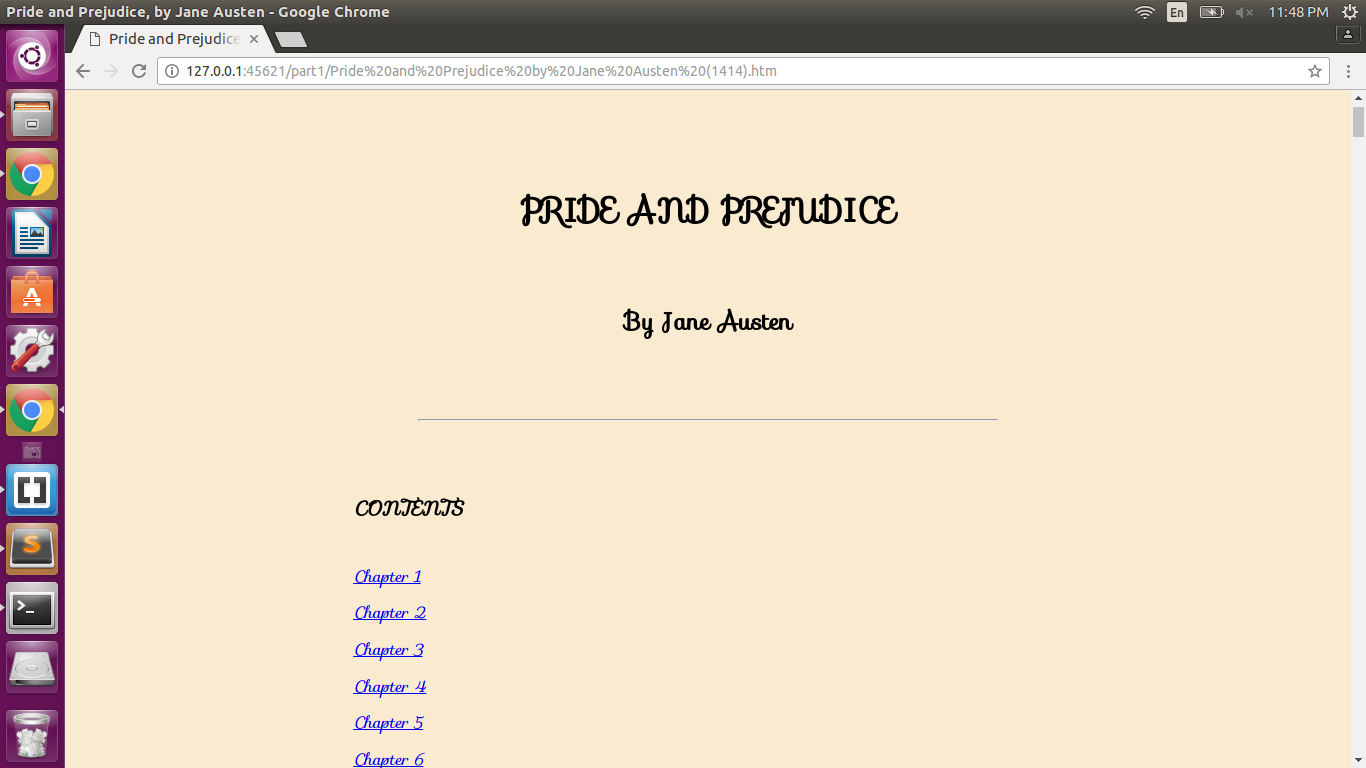 Pride and Prejudice, by Jane Austen - Google Chrome
En
11:48 PM
Pride and Prejudice
127.0.0.1:45621/part1/Pride%20and%20Prejudice%20by%20Jane%20Austen%20(1414).htm
PRIDE AND PREJUDICE
By Jane Austen
CONTENTS
Chapter 1
Chapter 2
Chapter 3
Chapter 4
Chapter 5
Chapter 6